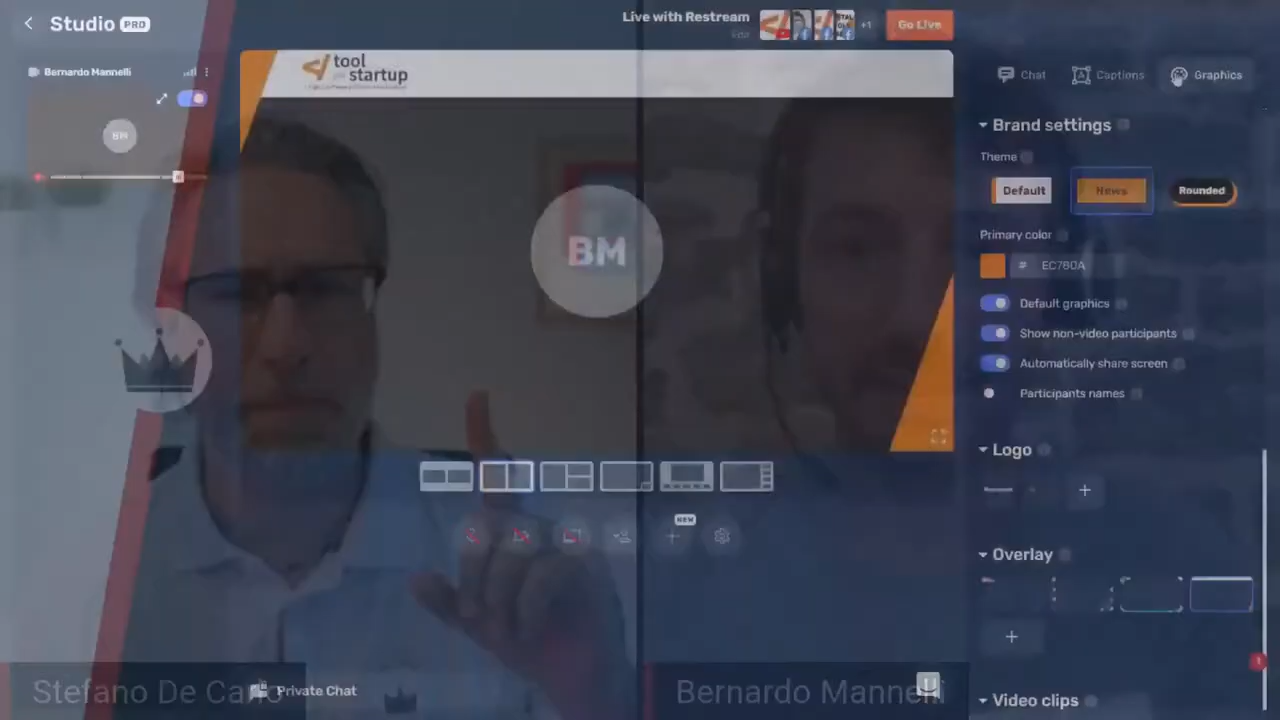 Studio PRO
Live with Restream
Edit
+1
Go Live
Bernardo Mannelli
BM
tool
startup
BM
Chat
Captions
Graphics
Brand settings
Theme
Default
News
Rounded
Primary color
# EC780A
Default graphics
Show non-video participants
Automatically share screen
Participants names
Logo
NEW
Overlay
Private Chat
Stefano De Carlo
Bernardo Mannelli
Video clips